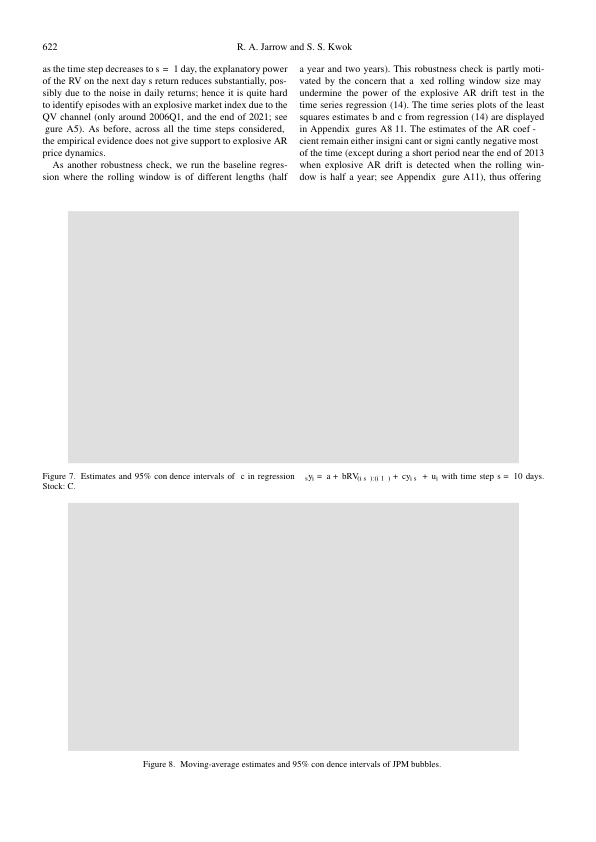 622
R. A. Jarrow and S. S. Kwok
as the time step decreases to s = 1 day, the explanatory power
of the RV on the next day s return reduces substantially, pos-
sibly due to the noise in daily returns; hence it is quite hard
to identify episodes with an explosive market index due to the
QV channel (only around 2006Q1, and the end of 2021; see
gure A5). As before, across all the time steps considered,
the empirical evidence does not give support to explosive AR
price dynamics.
As another robustness check, we run the baseline regres-
sion where the rolling window is of different lengths (half
a year and two years). This robustness check is partly moti-
vated by the concern that a xed rolling window size may
undermine the power of the explosive AR drift test in the
time series regression (14). The time series plots of the least
squares estimates b and c from regression (14) are displayed
in Appendix gures A8 11. The estimates of the AR coef -
cient remain either insigni cant or signi cantly negative most
of the time (except during a short period near the end of 2013
when explosive AR drift is detected when the rolling win-
dow is half a year; see Appendix gure A11), thus offering
Figure 7. Estimates and 95% con dence intervals of c in regression syi = a + bRV(i s ):(i 1 ) + cyi s + ui with time step s = 10 days.
Stock: C.
Figure 8. Moving-average estimates and 95% con dence intervals of JPM bubbles.